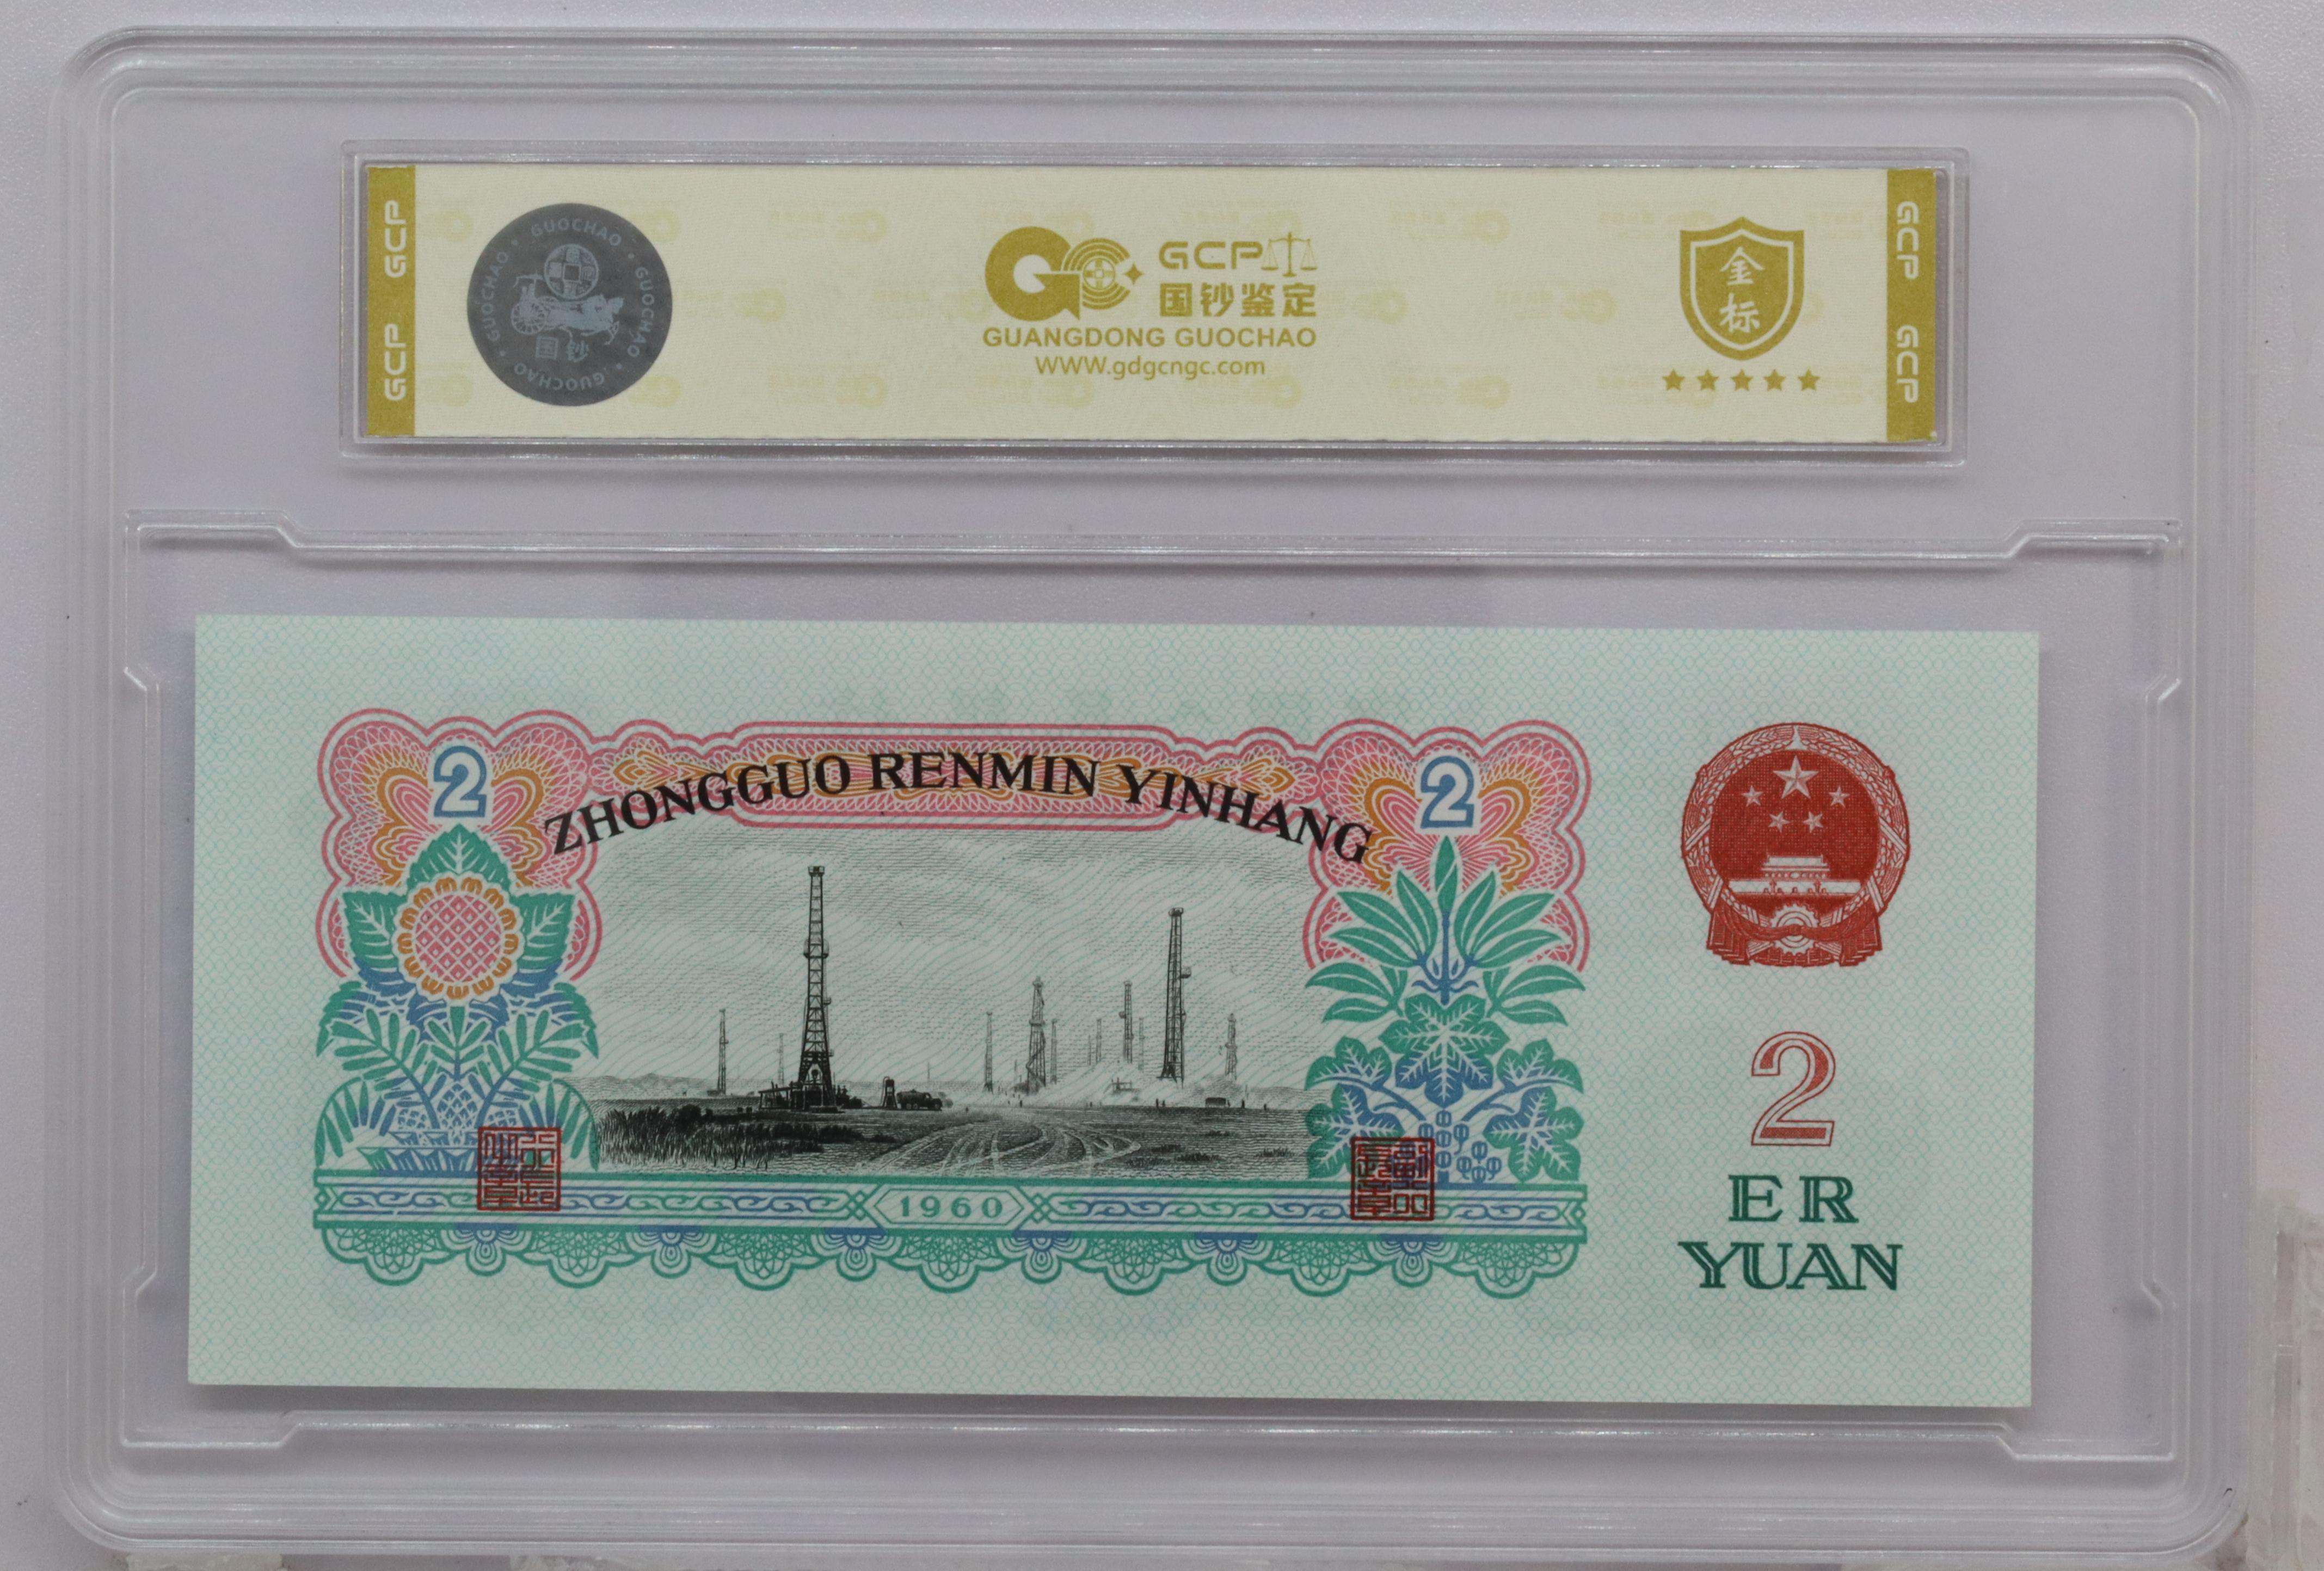 GCP GCP
GUOCHAO • GUOCHAO • GUOCHAO • GUOCHAO
国钞
GCP
国钞鉴定
GUANGDONG GUOCHAO
WWW.gdgcngc.com
金
标
GCP GCP
2
ZHONGGUO RENMIN YINHANG
2
1960
2
ER
YUAN